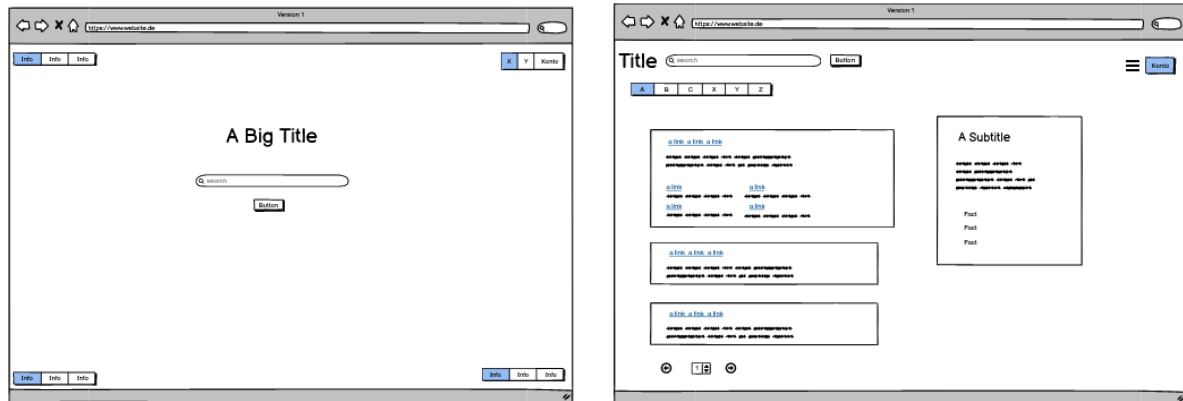 Version 1
https://www.website.de
Info Info Info
X Y Konto
A Big Title
search
Button
Info Info Info
Info Info Info
Version 1
https://www.website.de
Title search Button Konto
A B C X Y Z
a link a link a link
a link a link
a link a link
a link a link a link
a link a link a link
1
A Subtitle
Fact
Fact
Fact